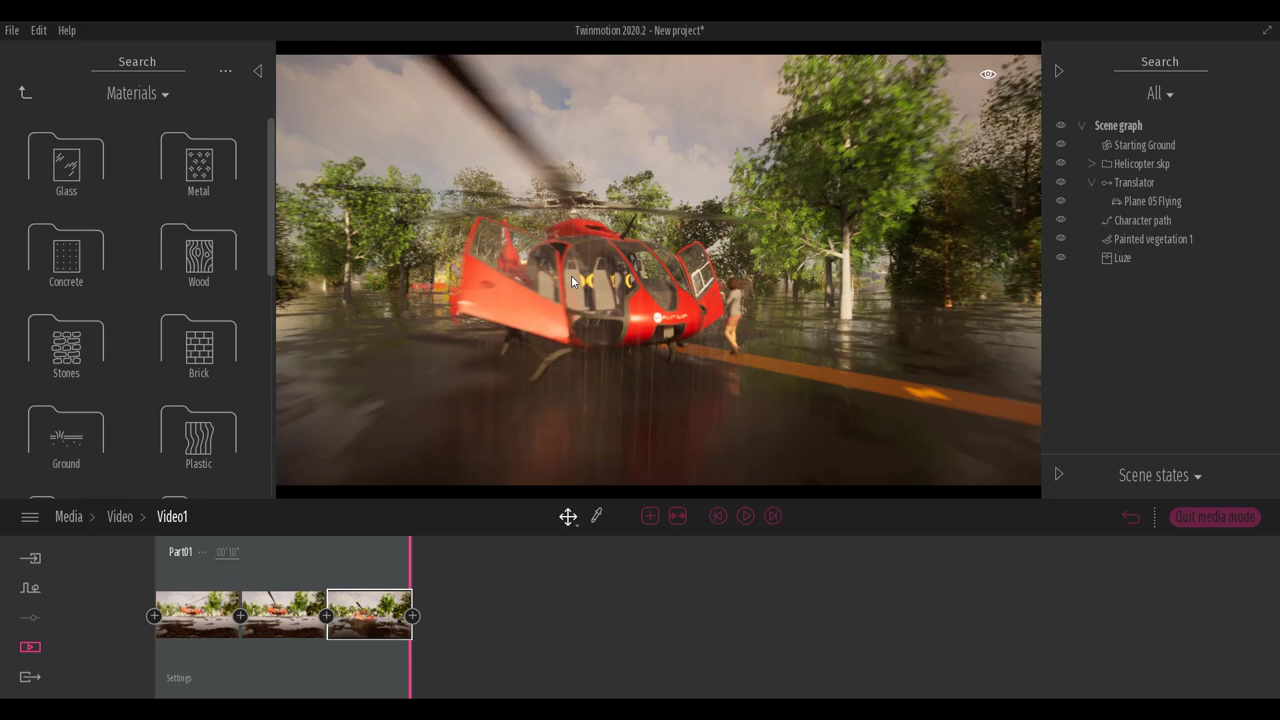 File Edit Help
Twinmotion 2020.2 - New project*
Search
...
Materials
Glass
Metal
Concrete
Wood
Stones
Brick
Ground
Plastic
Search
All
Scene graph
Starting Ground
Helicopter.skp
Translator
Plane 05 Flying
Character path
Painted vegetation 1
Luze
Scene states
Media > Video > Video1
Quit media mode
Part01 ... 00'10"
Settings